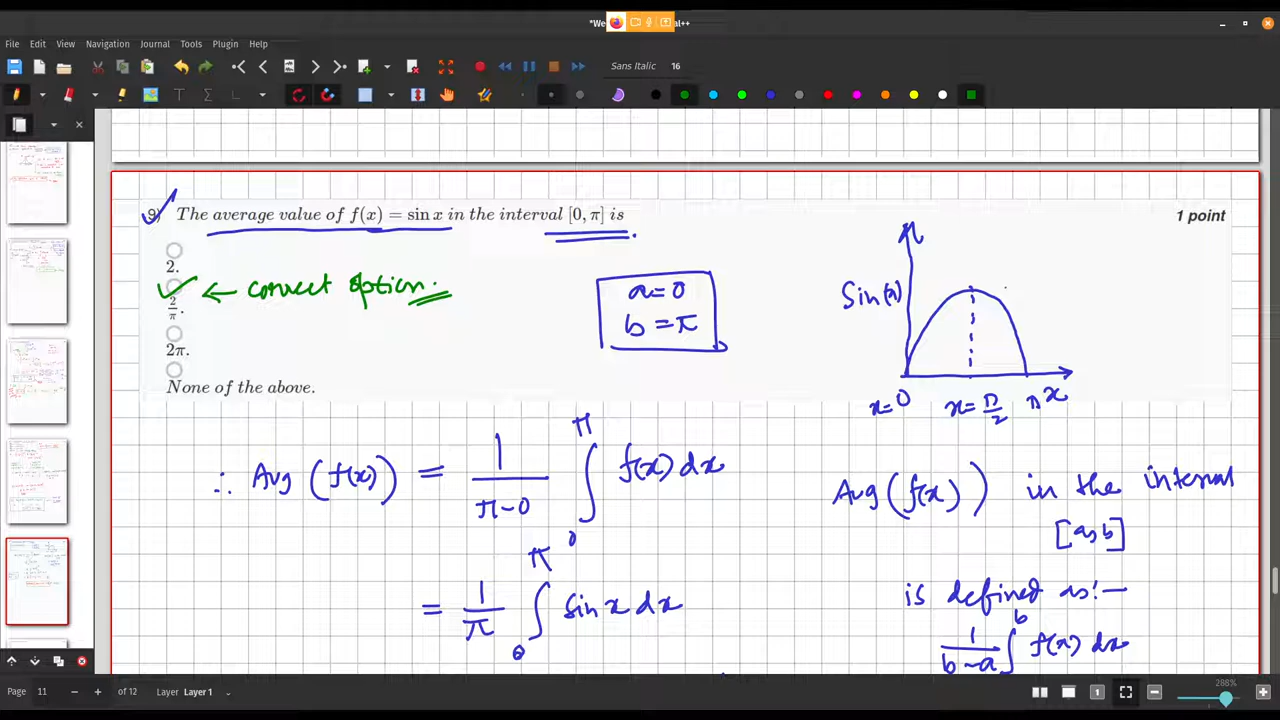 *We
al++
File Edit View Navigation Journal Tools Plugin Help
Sans Italic 16
9) The average value of f(x) = sin x in the interval [0, π] is
1 point
2.
← correct option.
2/π.
2π.
None of the above.
a=0
b=π
Sin(x)
x=0 x=π/2 π x
∴ Avg (f(x)) = 1/(π-0) ∫₀^π f(x) dx
= 1/π ∫₀^π sin x dx
Avg (f(x)) in the interval
[a,b]
is defined as:—
1/(b-a) ∫^b f(x) dx
Page 11 of 12 Layer Layer 1
288%
1